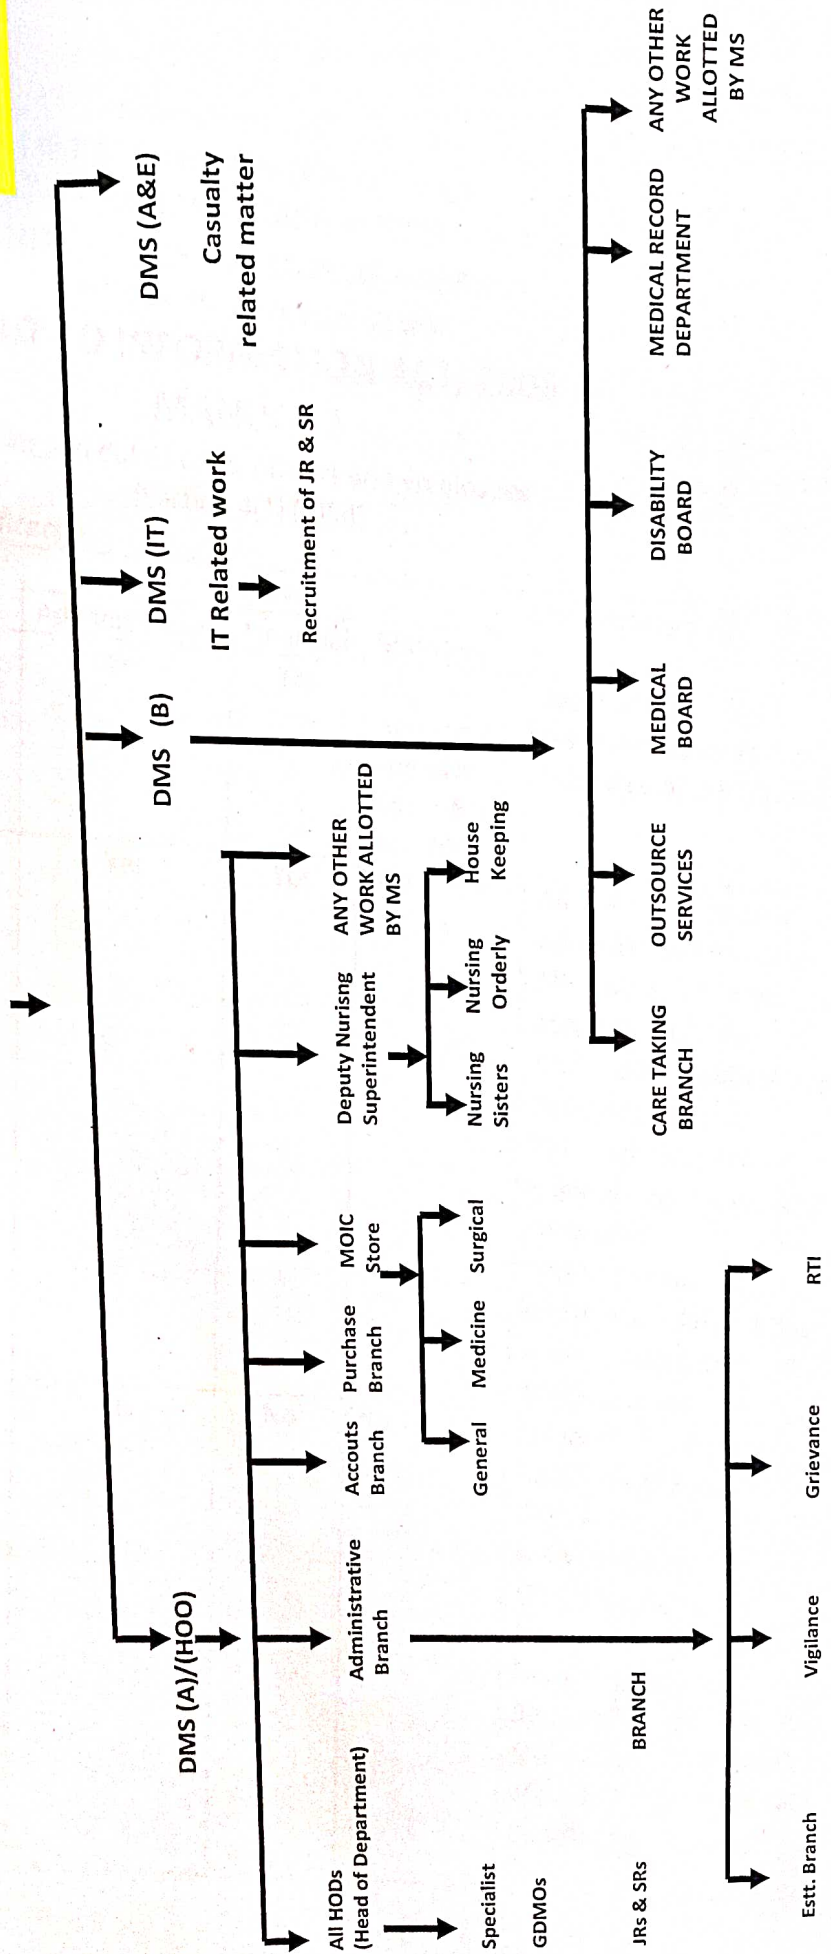 DMS (A)/(HOO)
DMS (B)
DMS (IT)
DMS (A&E)
IT Related work
Casualty
related matter
Recruitment of JR & SR
All HODs
(Head of Department)
Administrative
Branch
Accouts
Branch
Purchase
Branch
MOIC
Store
Deputy Nurisng
Superintendent
ANY OTHER
WORK ALLOTTED
BY MS
Specialist
GDMOs
JRs & SRs
General
Medicine
Surgical
Nursing
Sisters
Nursing
Orderly
House
Keeping
BRANCH
CARE TAKING
BRANCH
OUTSOURCE
SERVICES
MEDICAL
BOARD
DISABILITY
BOARD
MEDICAL RECORD
DEPARTMENT
ANY OTHER
WORK
ALLOTTED
BY MS
Estt. Branch
Vigilance
Grievance
RTI